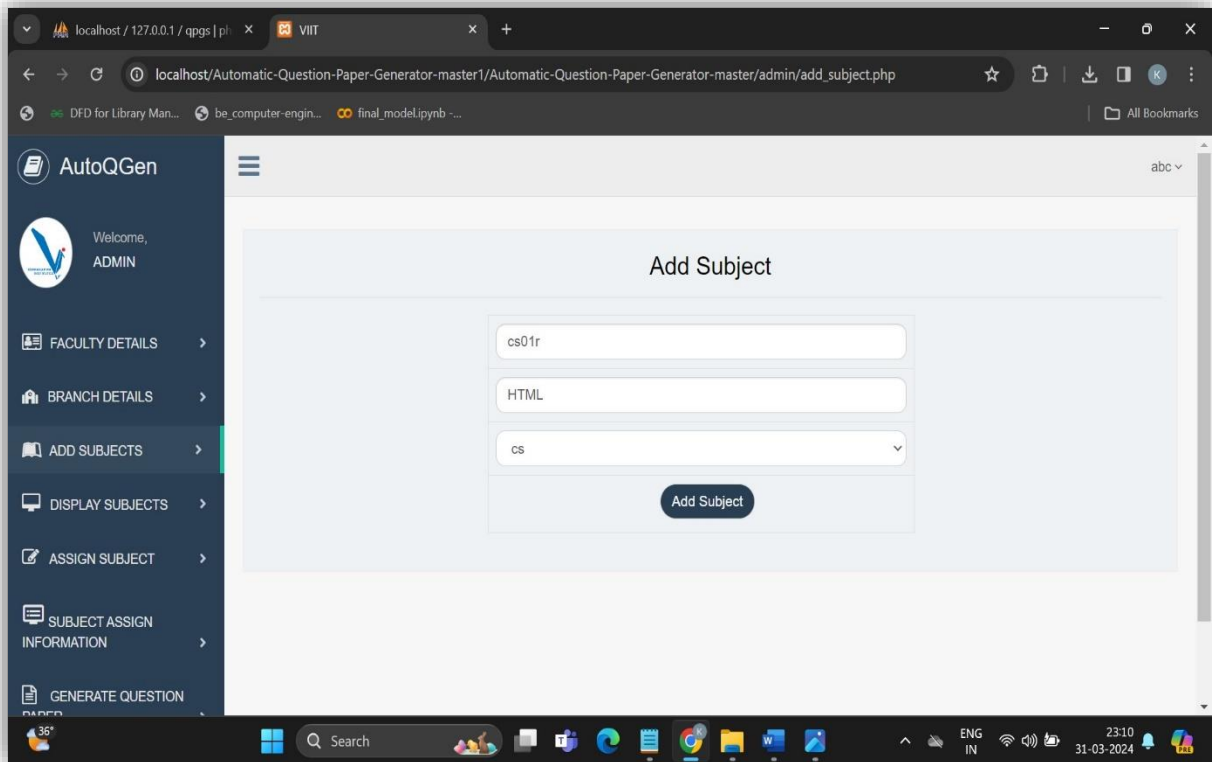 localhost / 127.0.0.1 / qpgs | ph
VIIT
localhost/Automatic-Question-Paper-Generator-master1/Automatic-Question-Paper-Generator-master/admin/add_subject.php
K
DFD for Library Man...
be_computer-engin...
final_model.ipynb -...
All Bookmarks
AutoQGen
abc
Welcome,
ADMIN
Add Subject
FACULTY DETAILS
cs01r
BRANCH DETAILS
HTML
ADD SUBJECTS
cs
DISPLAY SUBJECTS
Add Subject
ASSIGN SUBJECT
SUBJECT ASSIGN
INFORMATION
GENERATE QUESTION
PAPER
36°
Search
ENG
IN
23:10
31-03-2024
PRE